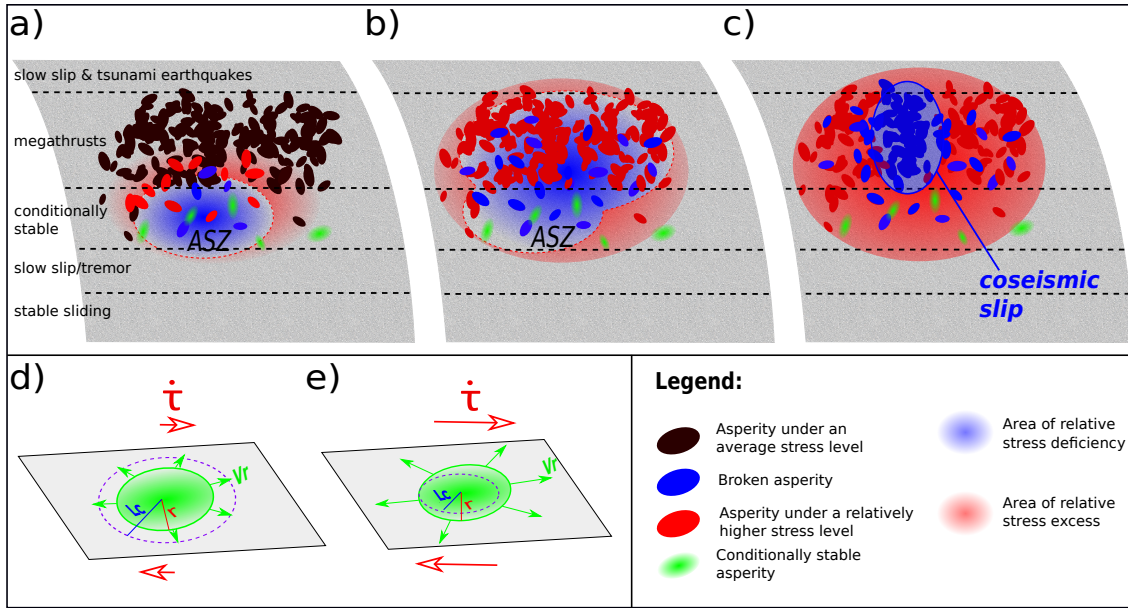 a)
b)
c)
slow slip & tsunami earthquakes
megathrusts
conditionally
stable
slow slip/tremor
stable sliding
ASZ
ASZ
coseismic
slip
d)
e)
τ̇
τ̇
Vr
r
Vr
r
Legend:
Asperity under an
average stress level
Broken asperity
Asperity under a relatively
higher stress level
Conditionally stable
asperity
Area of relative
stress deficiency
Area of relative
stress excess